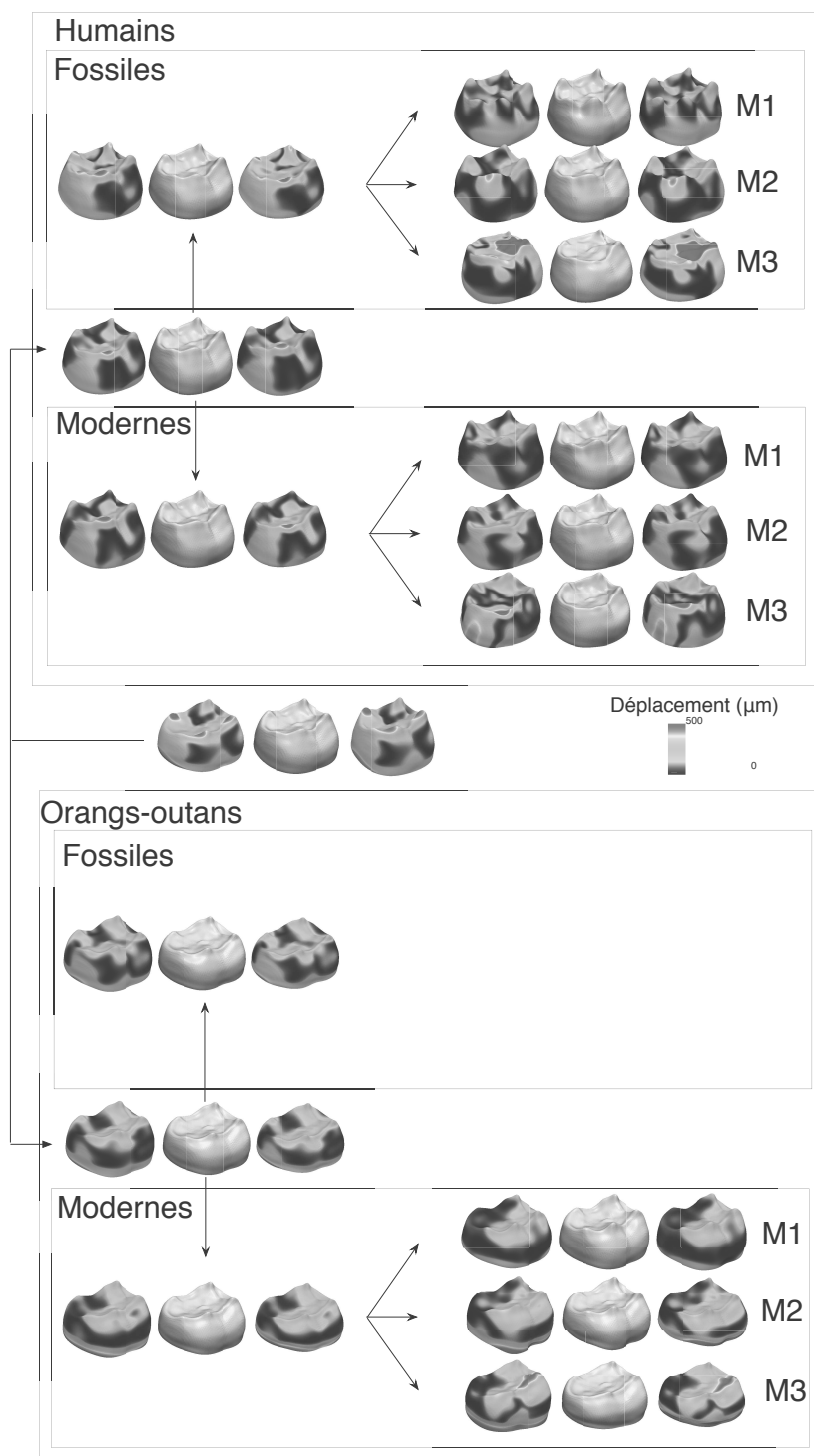 Humains
Fossiles
M1
M2
M3
Modernes
M1
M2
M3
Déplacement (µm)
500
0
Orangs-outans
Fossiles
Modernes
M1
M2
M3